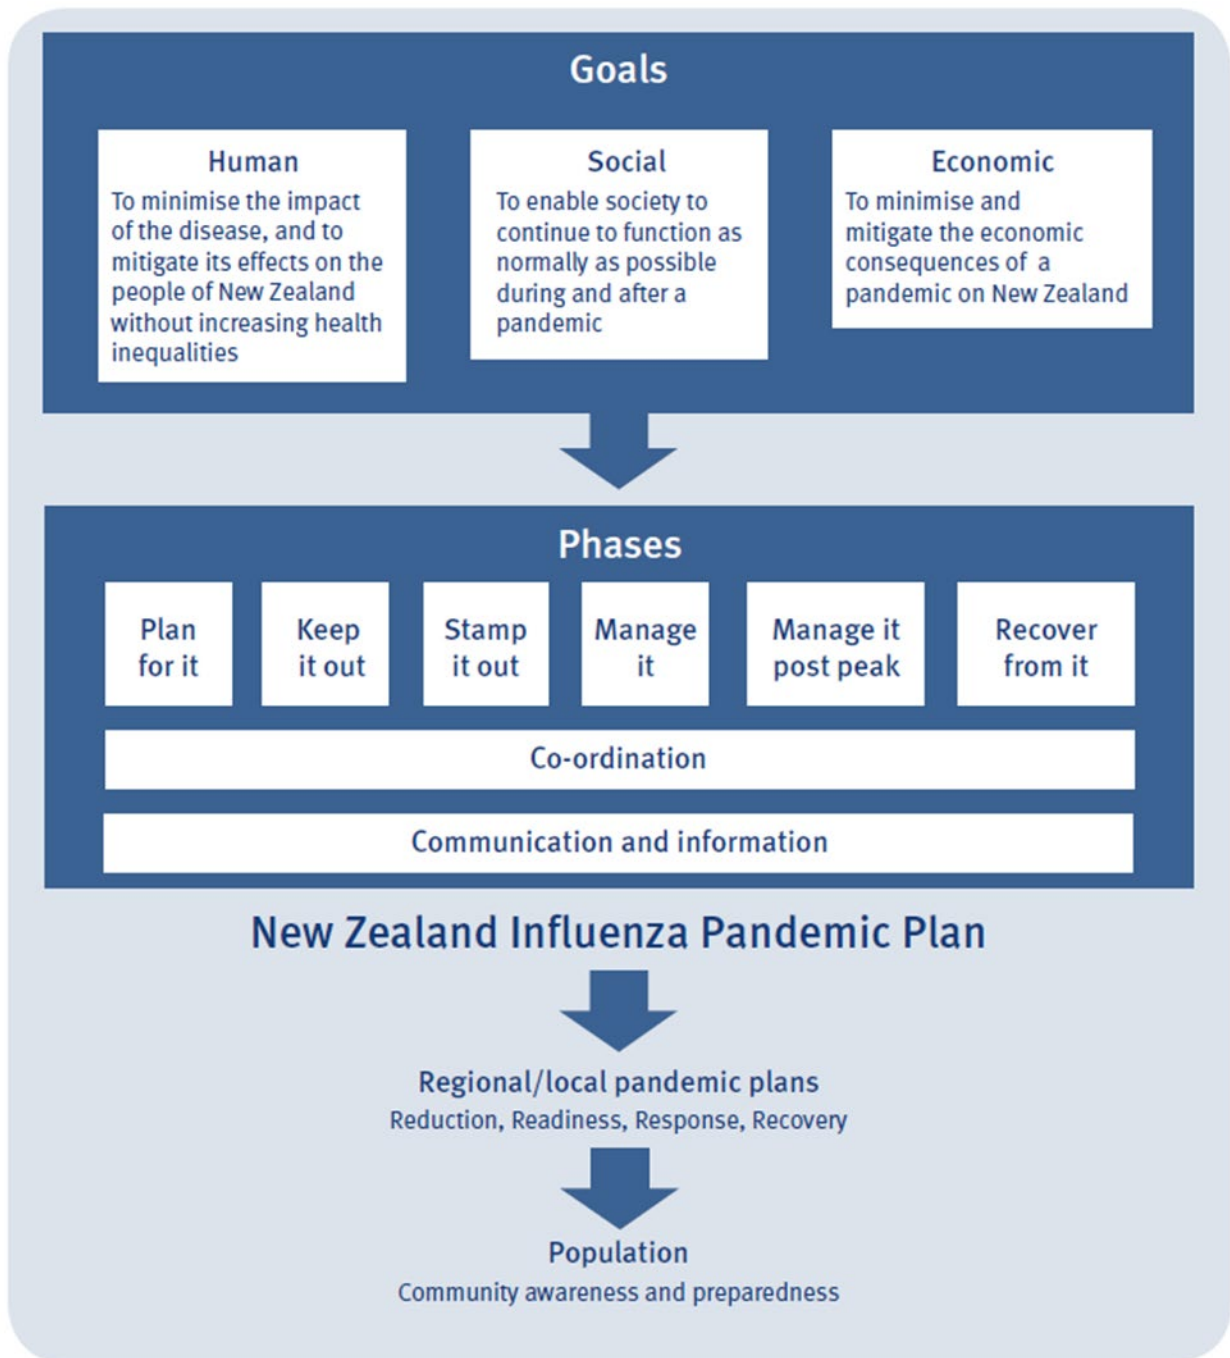 Goals
Human
To minimise the impact
of the disease, and to
mitigate its effects on the
people of New Zealand
without increasing health
inequalities
Social
To enable society to
continue to function as
normally as possible
during and after a
pandemic
Economic
To minimise and
mitigate the economic
consequences of a
pandemic on New Zealand
Phases
Plan
for it
Keep
it out
Stamp
it out
Manage
it
Manage it
post peak
Recover
from it
Co-ordination
Communication and information
New Zealand Influenza Pandemic Plan
Regional/local pandemic plans
Reduction, Readiness, Response, Recovery
Population
Community awareness and preparedness